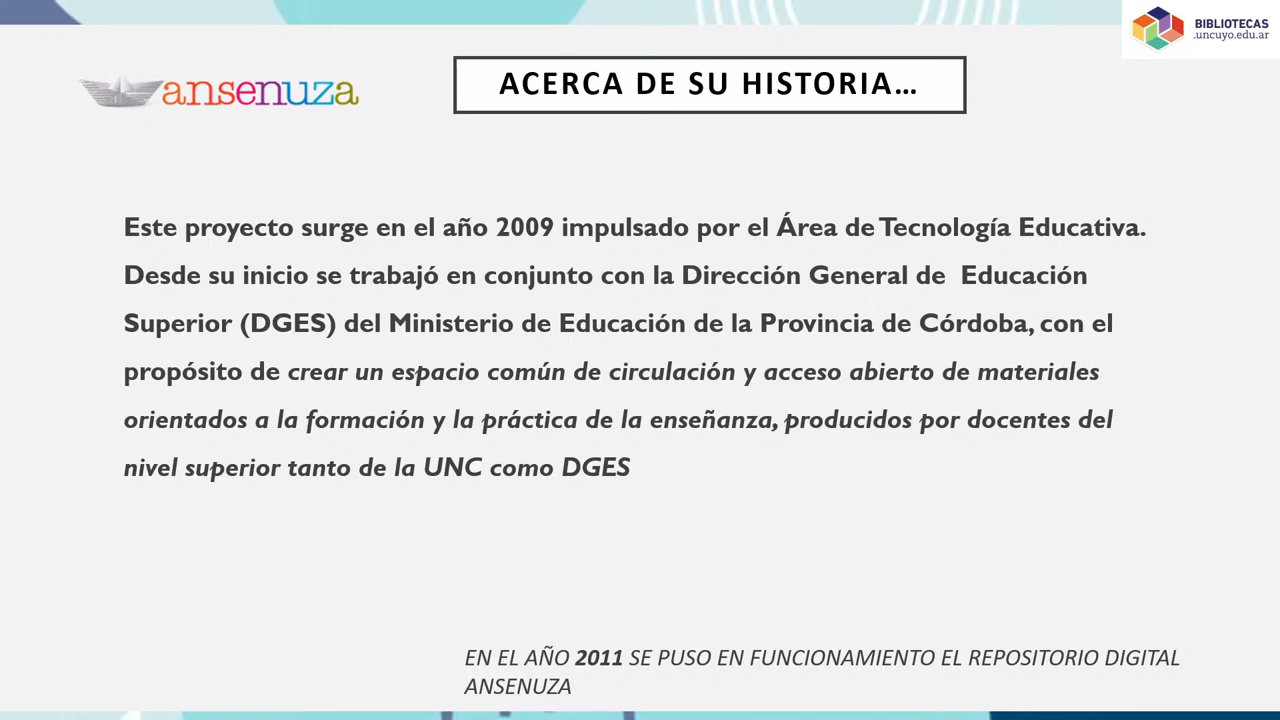 BIBLIOTECAS
.uncuyo.edu.ar
ansenuza
ACERCA DE SU HISTORIA...
Este proyecto surge en el año 2009 impulsado por el Área de Tecnología Educativa.
Desde su inicio se trabajó en conjunto con la Dirección General de Educación
Superior (DGES) del Ministerio de Educación de la Provincia de Córdoba, con el
propósito de crear un espacio común de circulación y acceso abierto de materiales
orientados a la formación y la práctica de la enseñanza, producidos por docentes del
nivel superior tanto de la UNC como DGES
EN EL AÑO 2011 SE PUSO EN FUNCIONAMIENTO EL REPOSITORIO DIGITAL
ANSENUZA